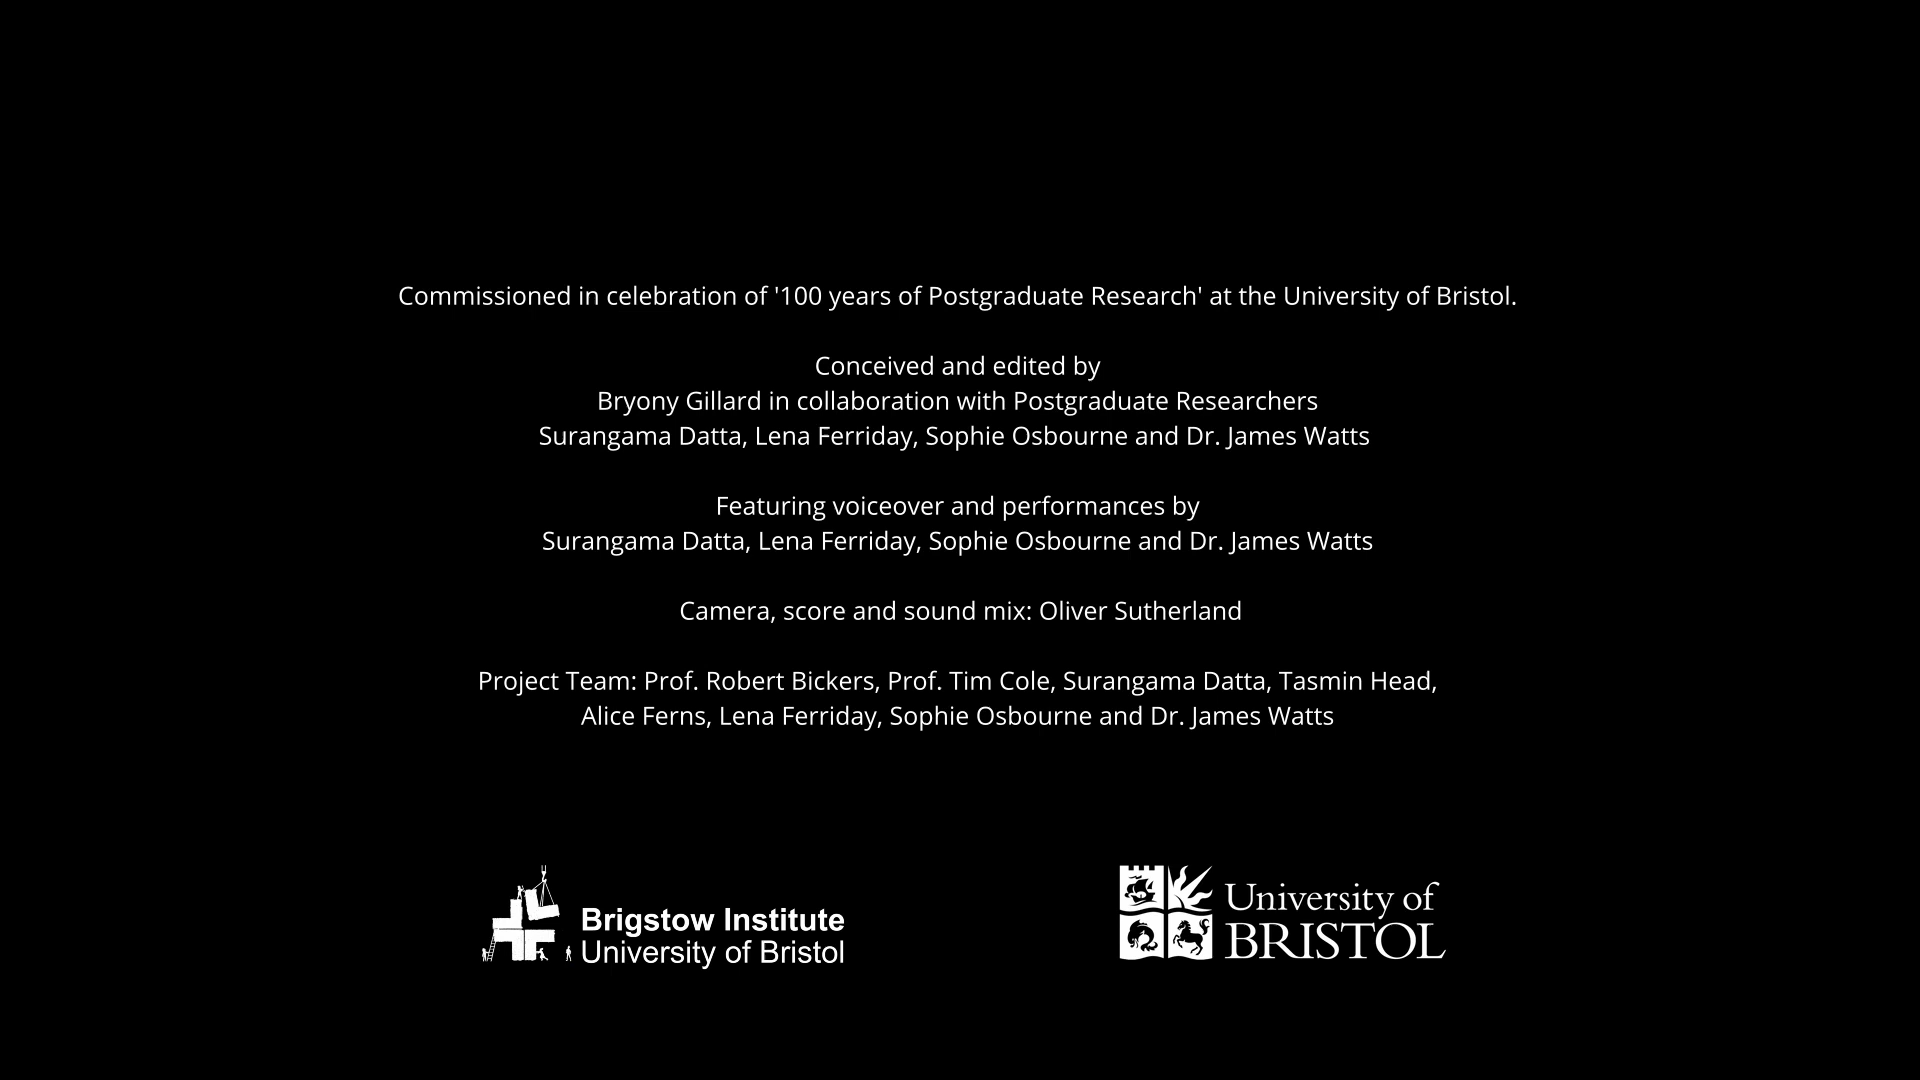 Commissioned in celebration of '100 years of Postgraduate Research' at the University of Bristol.
Conceived and edited by
Bryony Gillard in collaboration with Postgraduate Researchers
Surangama Datta, Lena Ferriday, Sophie Osbourne and Dr. James Watts
Featuring voiceover and performances by
Surangama Datta, Lena Ferriday, Sophie Osbourne and Dr. James Watts
Camera, score and sound mix: Oliver Sutherland
Project Team: Prof. Robert Bickers, Prof. Tim Cole, Surangama Datta, Tasmin Head,
Alice Ferns, Lena Ferriday, Sophie Osbourne and Dr. James Watts
Brigstow Institute
University of Bristol
University of
BRISTOL